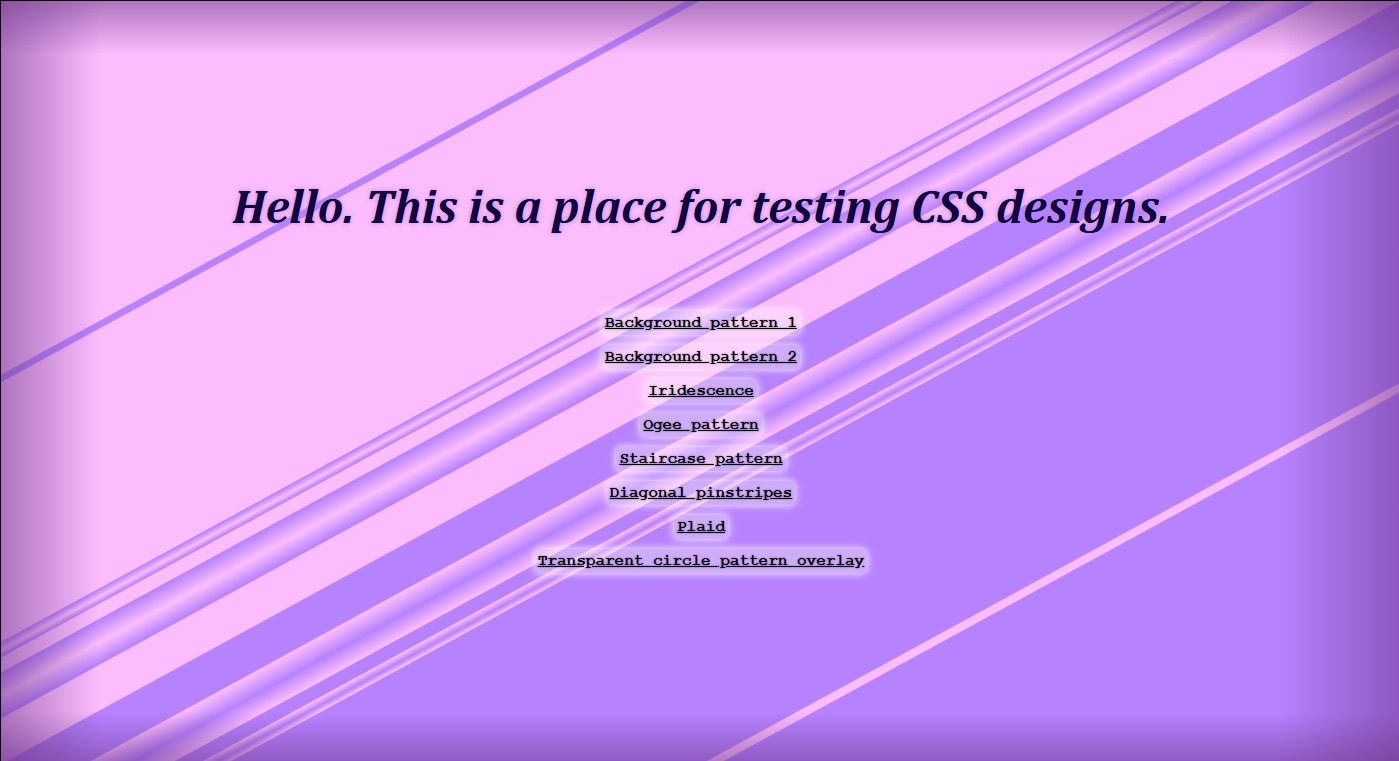 Hello. This is a place for testing CSS designs.
Background pattern 1
Background pattern 2
Iridescence
Ogee pattern
Staircase pattern
Diagonal pinstripes
Plaid
Transparent circle pattern overlay